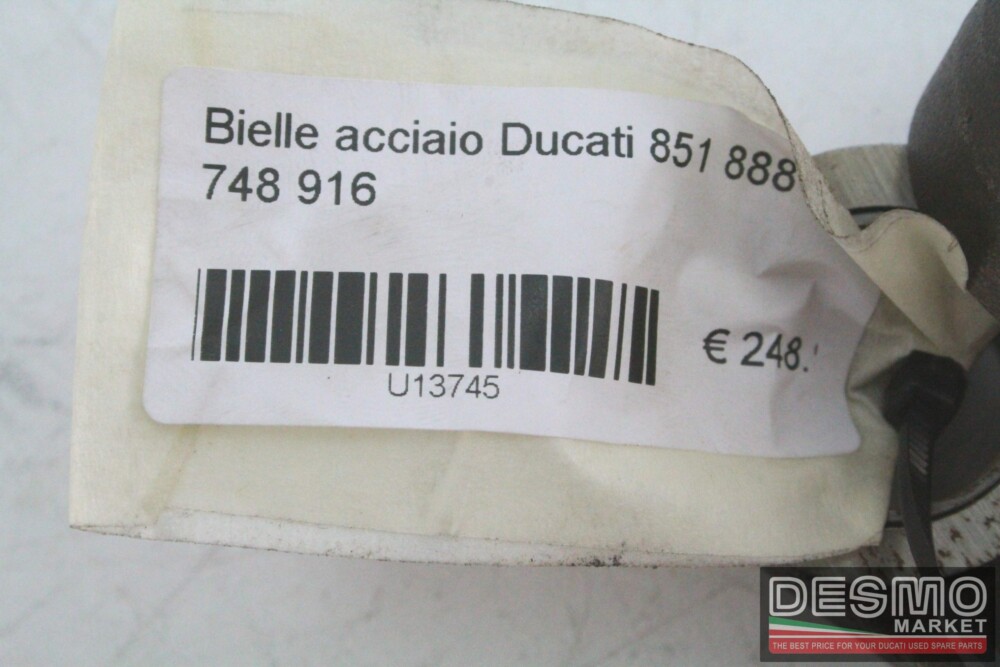 Bielle acciaio Ducati 851 888
748 916
€ 248.
U13745
DESMO
MARKET
THE BEST PRICE FOR YOUR DUCATI USED SPARE PARTS